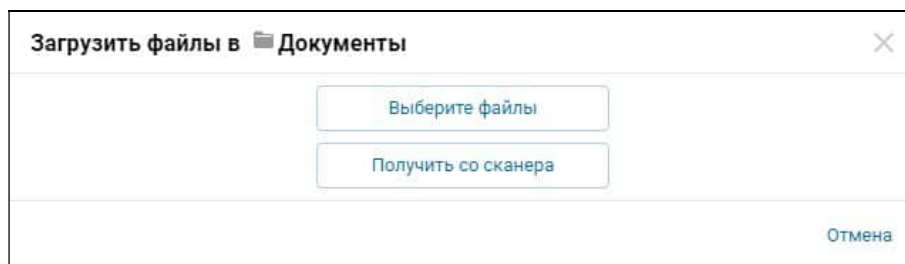 Загрузить файлы в Документы
Выберите файлы
Получить со сканера
Отмена